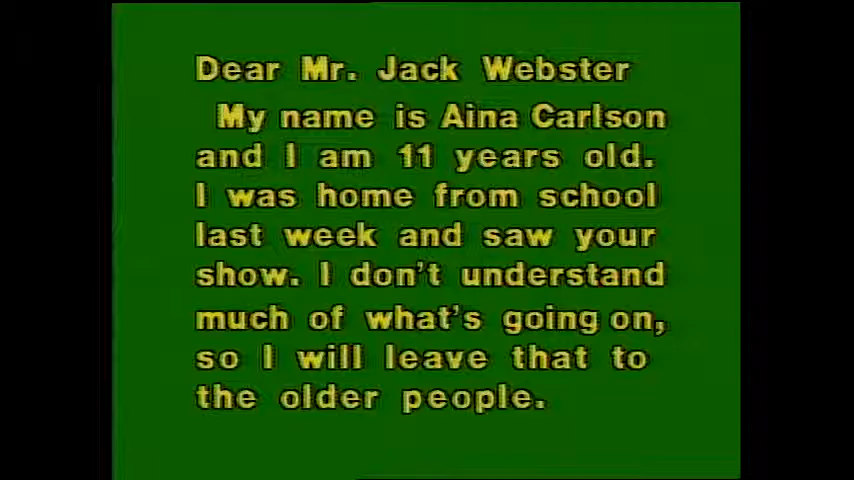 Dear Mr. Jack Webster
My name is Aina Carlson
and I am 11 years old.
I was home from school
last week and saw your
show. I don't understand
much of what's going on,
so I will leave that to
the older people.